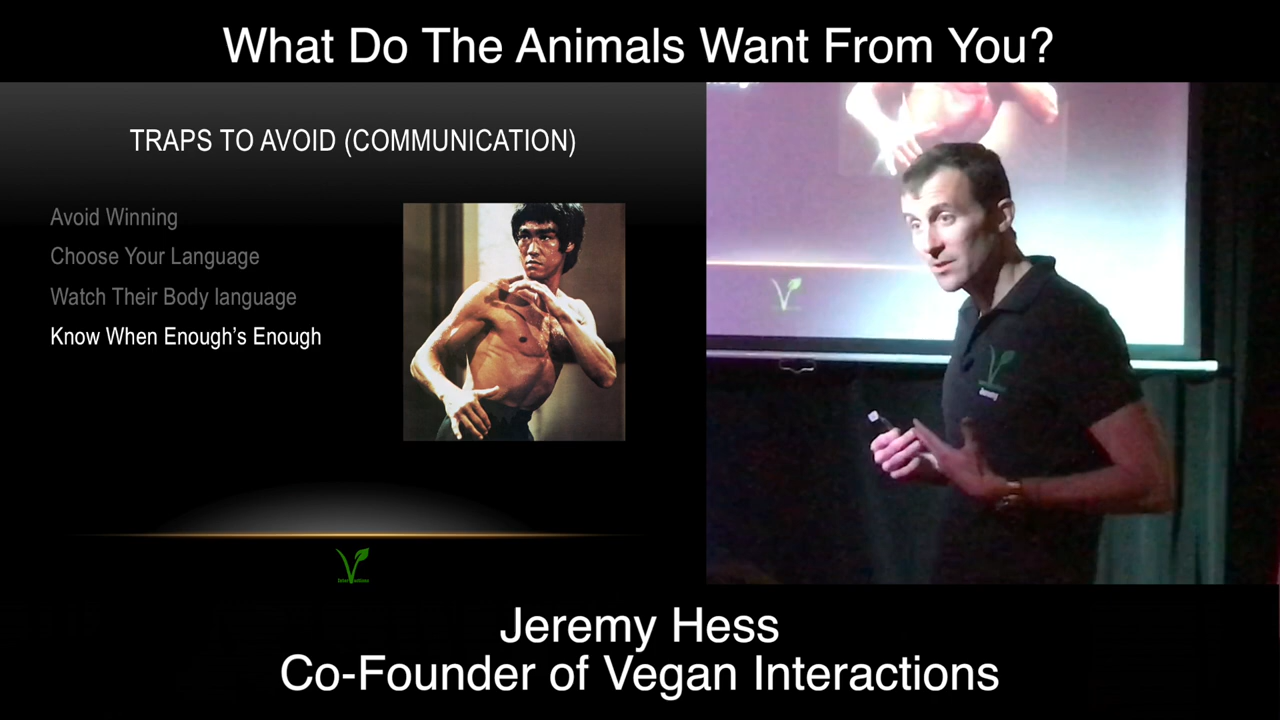 What Do The Animals Want From You?
TRAPS TO AVOID (COMMUNICATION)
Avoid Winning
Choose Your Language
Watch Their Body language
Know When Enough's Enough
Jeremy
Jeremy Hess
Co-Founder of Vegan Interactions